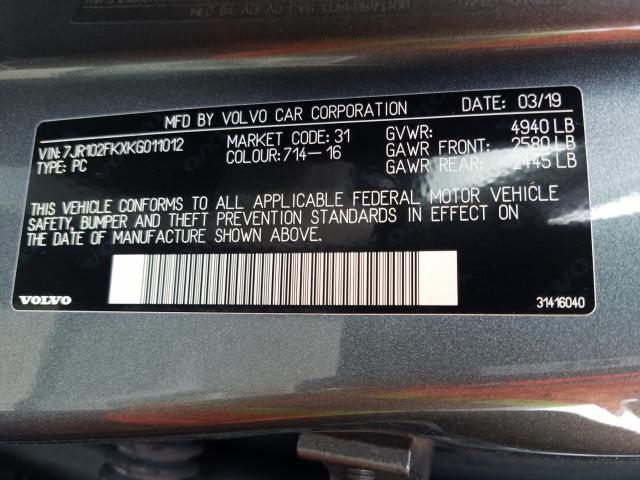 MFD BY VOLVO CAR CORPORATION DATE: 03/19
VIN:7JR102FKXKG011012 MARKET CODE: 31 GVWR: 4940 LB
TYPE: PC COLOUR:714-16 GAWR FRONT: 2580 LB
GAWR REAR: 2445 LB
THIS VEHICLE CONFORMS TO ALL APPLICABLE FEDERAL MOTOR VEHICLE
SAFETY, BUMPER AND THEFT PREVENTION STANDARDS IN EFFECT ON
THE DATE OF MANUFACTURE SHOWN ABOVE.
VOLVO 31416040